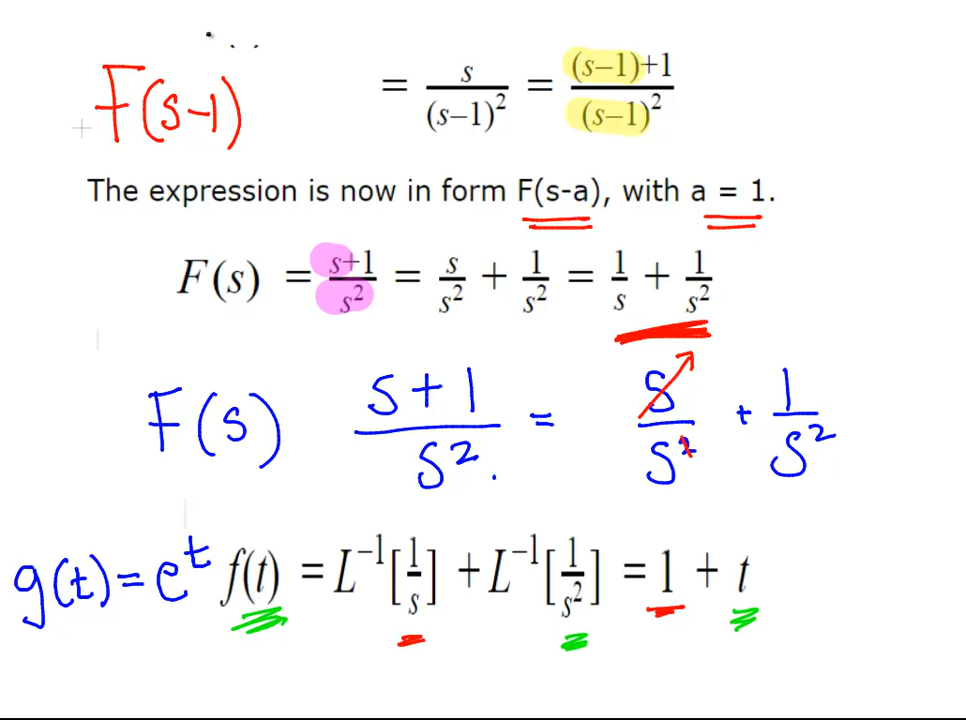 F(s-1) = s/(s–1)² = (s–1)+1/(s–1)²
The expression is now in form F(s-a), with a = 1.
F(s) = s+1/s² = s/s² + 1/s² = 1/s + 1/s²
F(s) s+1/s². = s/s² + 1/s²
g(t) = e^t f(t) = L⁻¹[1/s] + L⁻¹[1/s²] = 1 + t